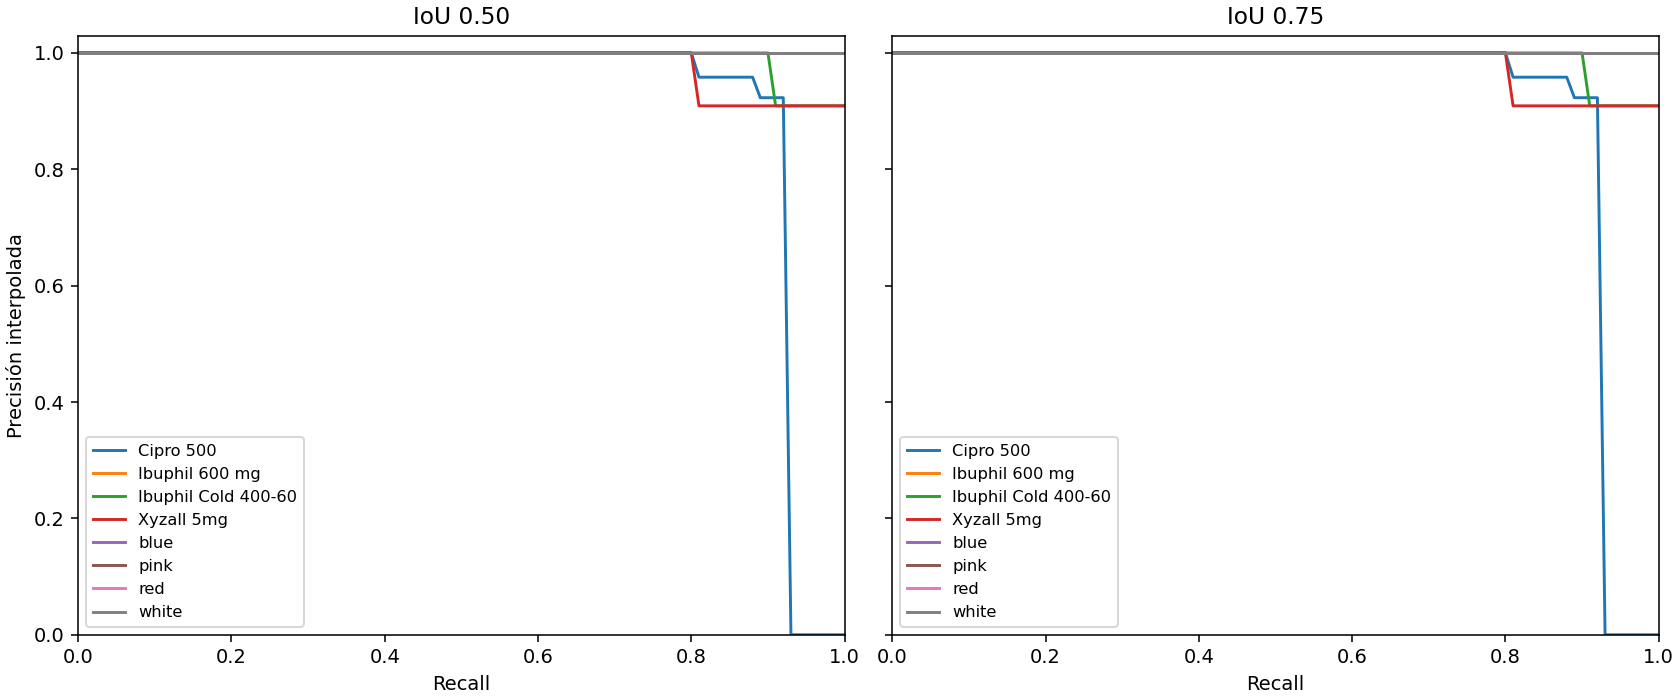 IoU 0.50
1.0
0.8
0.6
0.4
0.2
0.0
Precisión interpolada
Cipro 500
Ibuphil 600 mg
Ibuphil Cold 400-60
Xyzall 5mg
blue
pink
red
white
0.0 0.2 0.4 0.6 0.8 1.0
Recall
IoU 0.75
Cipro 500
Ibuphil 600 mg
Ibuphil Cold 400-60
Xyzall 5mg
blue
pink
red
white
0.0 0.2 0.4 0.6 0.8 1.0
Recall